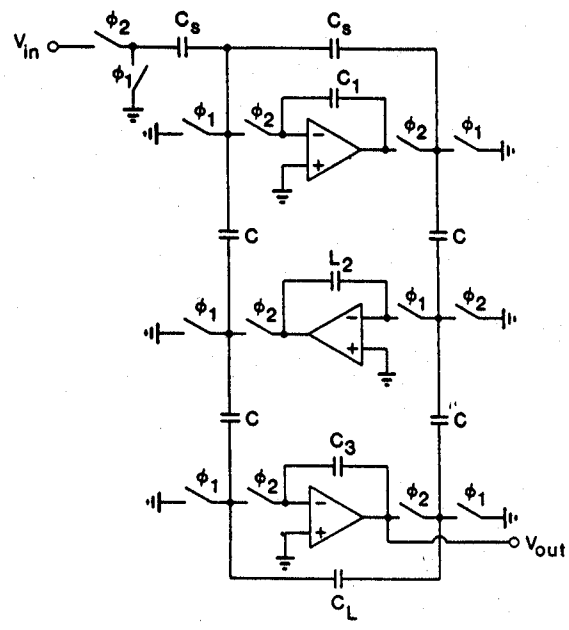 ϕ2 Cs Cs
Vin
ϕ1 C1
ϕ1 ϕ2 ϕ2 ϕ1
− +
C C
L2
ϕ1 ϕ2 ϕ1 ϕ2
− +
C C
C3
ϕ1 ϕ2 ϕ2 ϕ1
− +
Vout
CL